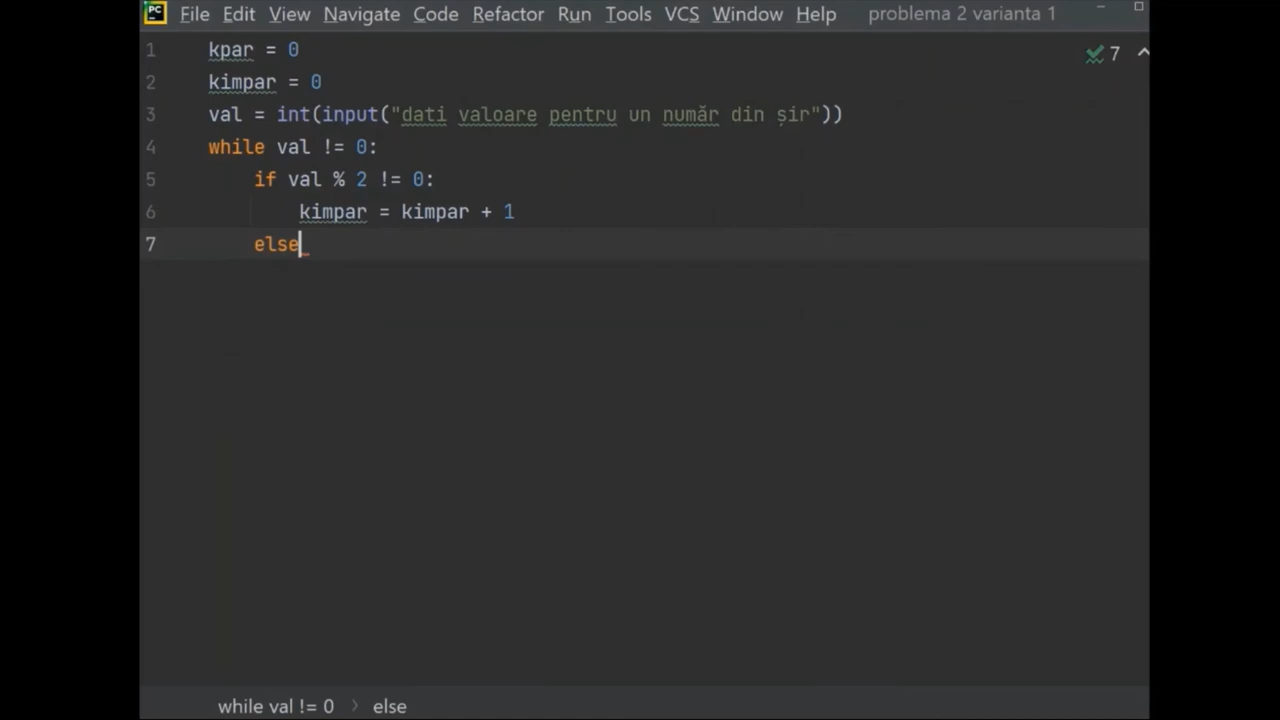 PC File Edit View Navigate Code Refactor Run Tools VCS Window Help problema 2 varianta 1
1 kpar = 0
7
2 kimpar = 0
3 val = int(input("dati valoare pentru un număr din șir"))
4 while val != 0:
5 if val % 2 != 0:
6 kimpar = kimpar + 1
7 else
while val != 0 › else